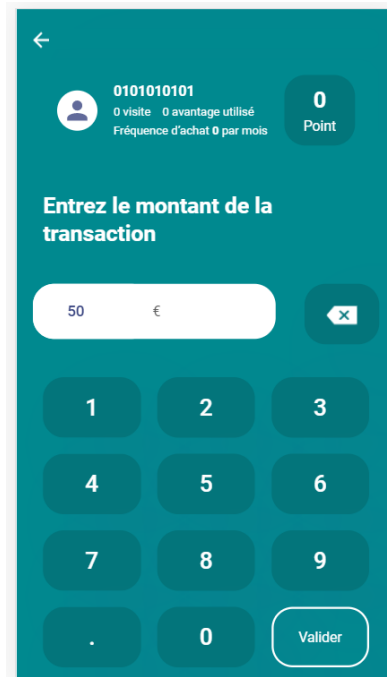 0101010101
0 visite 0 avantage utilisé
Fréquence d'achat 0 par mois
0
Point
Entrez le montant de la
transaction
50 €
1 2 3
4 5 6
7 8 9
. 0 Valider